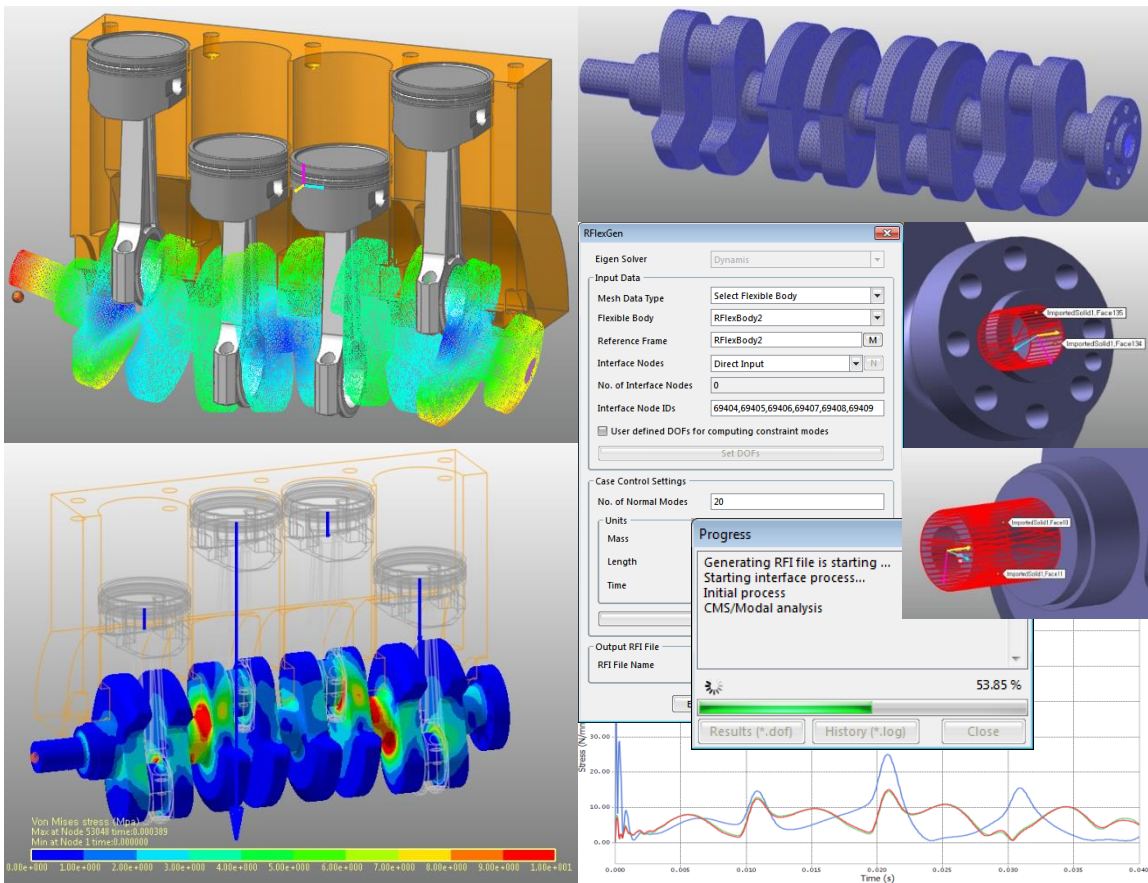 RFlexGen
Eigen Solver Dynamis
Input Data
Mesh Data Type Select Flexible Body
Flexible Body RFlexBody2
Reference Frame RFlexBody2 M
Interface Nodes Direct Input N
No. of Interface Nodes 0
Interface Node IDs 69404,69405,69406,69407,69408,69409
User defined DOFs for computing constraint modes
Set DOFs
Case Control Settings
No. of Normal Modes 20
Units
Mass
Length
Time
Output RFI File
RFI File Name
ImportedSolid1,Face135
ImportedSolid1,Face134
ImportedSolid1,Face11
Progress
Generating RFI file is starting ...
Starting interface process...
Initial process
CMS/Modal analysis
53.85 %
Results (*.dof) History (*.log) Close
Von Mises stress (Mpa)
Max at Node 53048 time:0.000389
Min at Node 1 time:0.000000
0.00e+000 1.00e+000 2.00e+000 3.00e+000 4.00e+000 5.00e+000 6.00e+000 7.00e+000 8.00e+000 9.00e+000 1.00e+001
Stress (N/mm
30.00
20.00
10.00
0.00
0.000 0.005 0.010 0.015 0.020 0.025 0.030 0.035 0.040
Time (s)